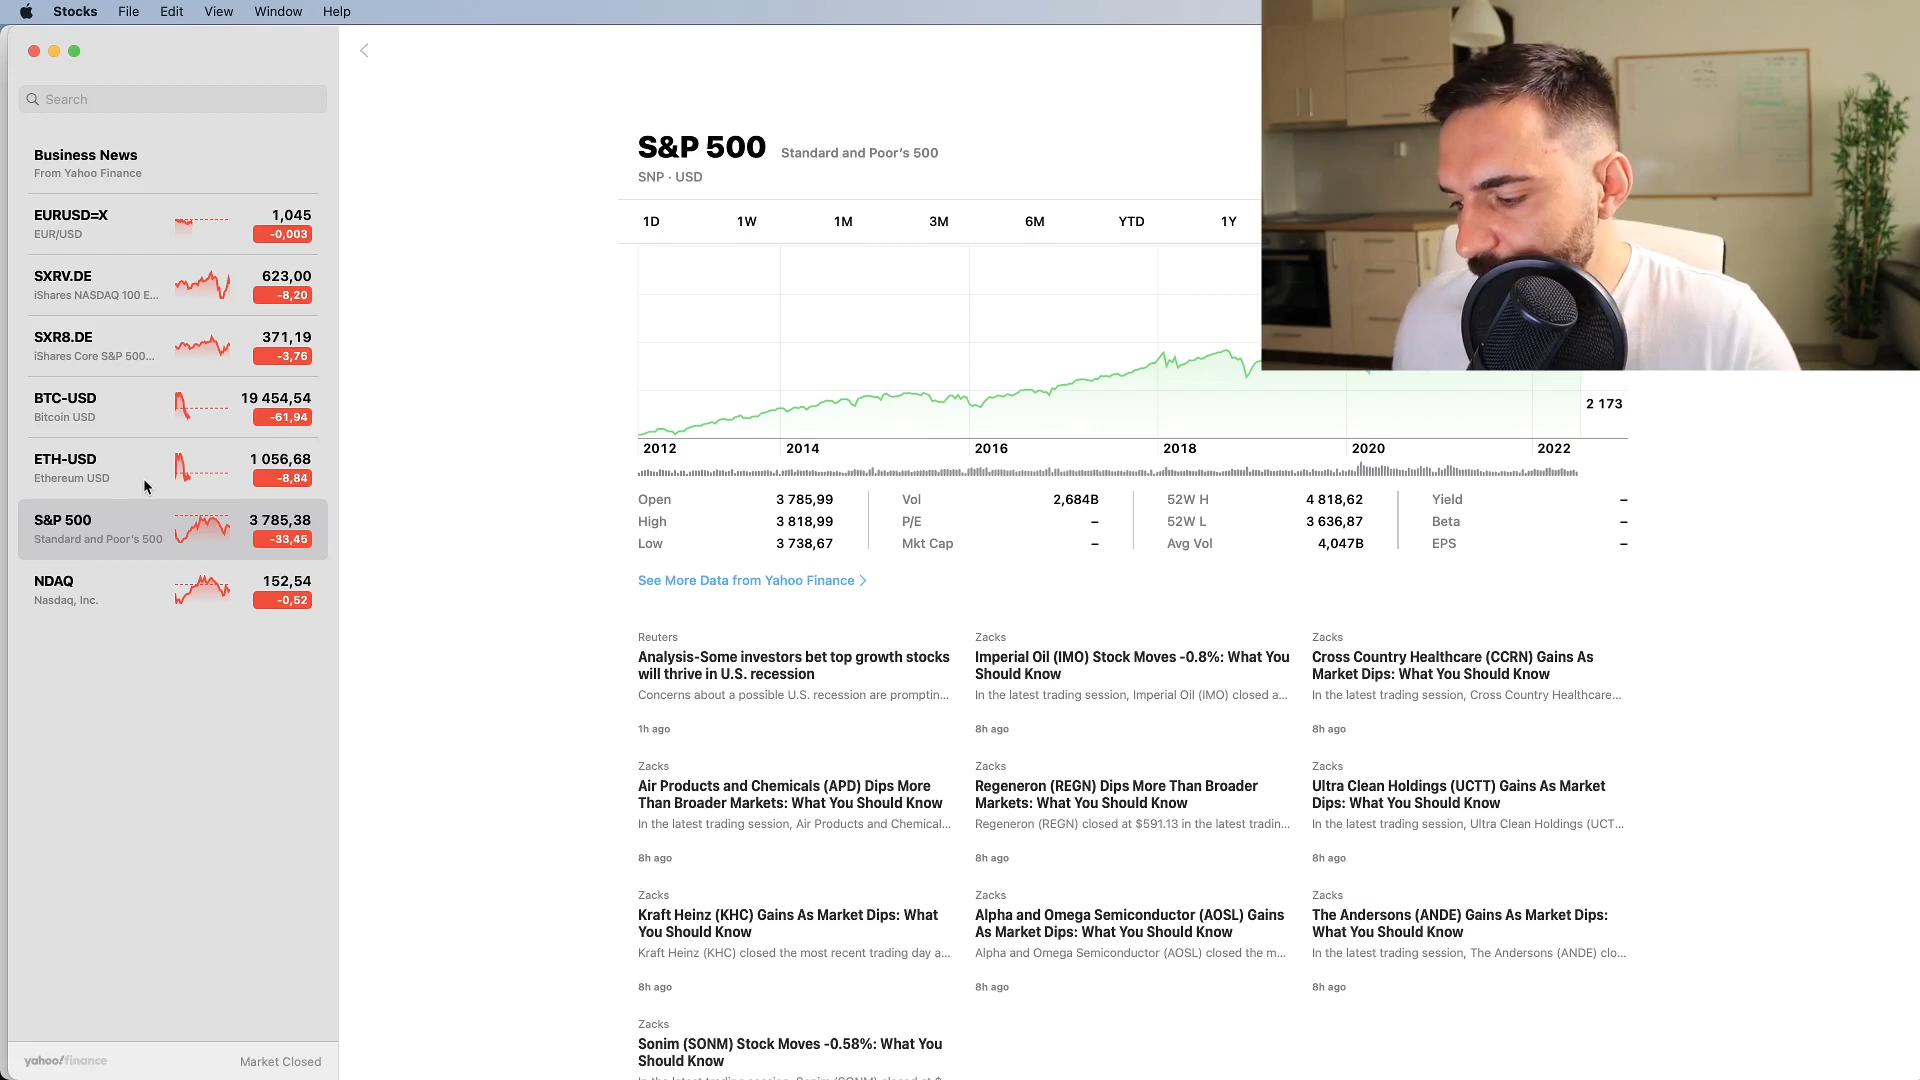 Stocks File Edit View Window Help
Search
Business News
From Yahoo Finance
EURUSD=X 1,045
EUR/USD -0,003
SXRV.DE 623,00
iShares NASDAQ 100 E... -8,20
SXR8.DE 371,19
iShares Core S&P 500... -3,76
BTC-USD 19 454,54
Bitcoin USD -61,94
ETH-USD 1 056,68
Ethereum USD -8,84
S&P 500 3 785,38
Standard and Poor's 500 -33,45
NDAQ 152,54
Nasdaq, Inc. -0,52
yahoo!finance Market Closed
S&P 500 Standard and Poor's 500
SNP · USD
1D 1W 1M 3M 6M YTD 1Y
2 173
2012 2014 2016 2018 2020 2022
Open 3 785,99 Vol 2,684B 52W H 4 818,62 Yield –
High 3 818,99 P/E – 52W L 3 636,87 Beta –
Low 3 738,67 Mkt Cap – Avg Vol 4,047B EPS –
See More Data from Yahoo Finance >
Reuters
Analysis-Some investors bet top growth stocks
will thrive in U.S. recession
Concerns about a possible U.S. recession are promptin...
1h ago
Zacks
Imperial Oil (IMO) Stock Moves -0.8%: What You
Should Know
In the latest trading session, Imperial Oil (IMO) closed a...
8h ago
Zacks
Cross Country Healthcare (CCRN) Gains As
Market Dips: What You Should Know
In the latest trading session, Cross Country Healthcare...
8h ago
Zacks
Air Products and Chemicals (APD) Dips More
Than Broader Markets: What You Should Know
In the latest trading session, Air Products and Chemical...
8h ago
Zacks
Regeneron (REGN) Dips More Than Broader
Markets: What You Should Know
Regeneron (REGN) closed at $591.13 in the latest tradin...
8h ago
Zacks
Ultra Clean Holdings (UCTT) Gains As Market
Dips: What You Should Know
In the latest trading session, Ultra Clean Holdings (UCT...
8h ago
Zacks
Kraft Heinz (KHC) Gains As Market Dips: What
You Should Know
Kraft Heinz (KHC) closed the most recent trading day a...
8h ago
Zacks
Alpha and Omega Semiconductor (AOSL) Gains
As Market Dips: What You Should Know
Alpha and Omega Semiconductor (AOSL) closed the m...
8h ago
Zacks
The Andersons (ANDE) Gains As Market Dips:
What You Should Know
In the latest trading session, The Andersons (ANDE) clo...
8h ago
Zacks
Sonim (SONM) Stock Moves -0.58%: What You
Should Know